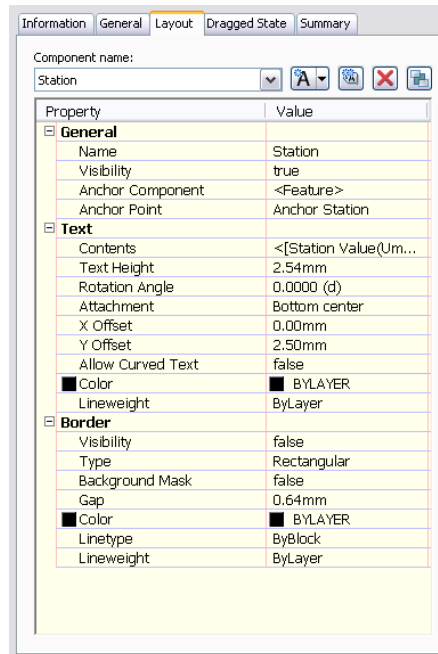 Information General Layout Dragged State Summary
Component name:
Station
Property Value
General
Name Station
Visibility true
Anchor Component <Feature>
Anchor Point Anchor Station
Text
Contents <[Station Value(Um...
Text Height 2.54mm
Rotation Angle 0.0000 (d)
Attachment Bottom center
X Offset 0.00mm
Y Offset 2.50mm
Allow Curved Text false
Color BYLAYER
Lineweight ByLayer
Border
Visibility false
Type Rectangular
Background Mask false
Gap 0.64mm
Color BYLAYER
Linetype ByBlock
Lineweight ByLayer